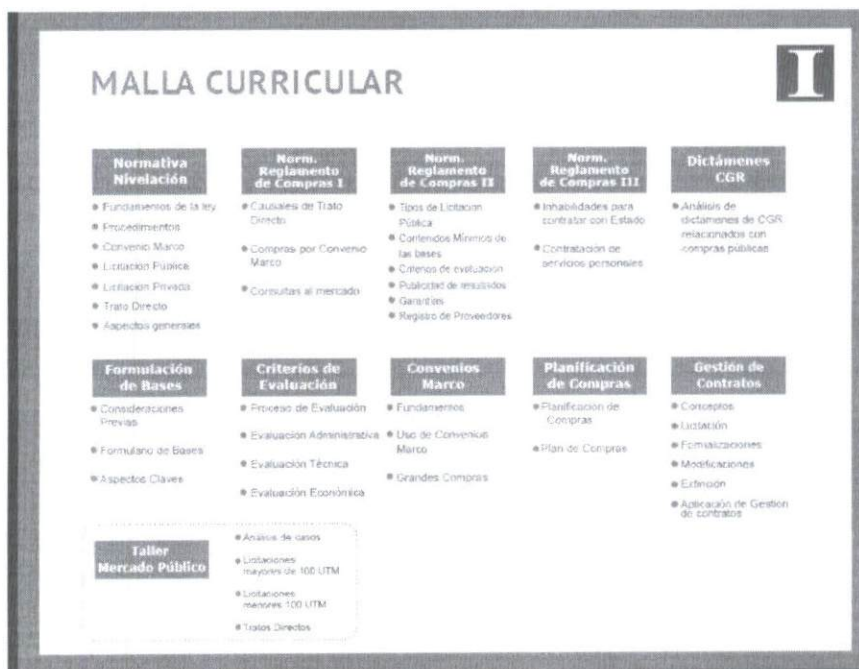 MALLA CURRICULAR
I
Normativa
Nivelación
Fundamentos de la ley
Procedimientos
Convenio Marco
Licitación Pública
Licitación Privada
Trato Directo
Aspectos generales
Norm.
Reglamento
de Compras I
Causales de Trato
Directo
Compras por Convenio
Marco
Consultas al mercado
Norm.
Reglamento
de Compras II
Tipos de Licitación
Pública
Contenidos Mínimos de
las bases
Criterios de evaluación
Publicidad de resultados
Garantías
Registro de Proveedores
Norm.
Reglamento
de Compras III
Inhabilidades para
contratar con Estado
Contratación de
servicios personales
Dictámenes
CGR
Análisis de
dictámenes de CGR
relacionados con
compras públicas
Formulación
de Bases
Consideraciones
Previas
Formulario de Bases
Aspectos Claves
Criterios de
Evaluación
Proceso de Evaluación
Evaluación Administrativa
Evaluación Técnica
Evaluación Económica
Convenios
Marco
Fundamentos
Uso de Convenios
Marco
Grandes Compras
Planificación
de Compras
Planificación de
Compras
Plan de Compras
Gestión de
Contratos
Conceptos
Licitación
Formalizaciones
Modificaciones
Extinción
Aplicación de Gestión
de contratos
Taller
Mercado Público
Análisis de casos
Licitaciones
mayores de 100 UTM
Licitaciones
menores 100 UTM
Tratos Directos